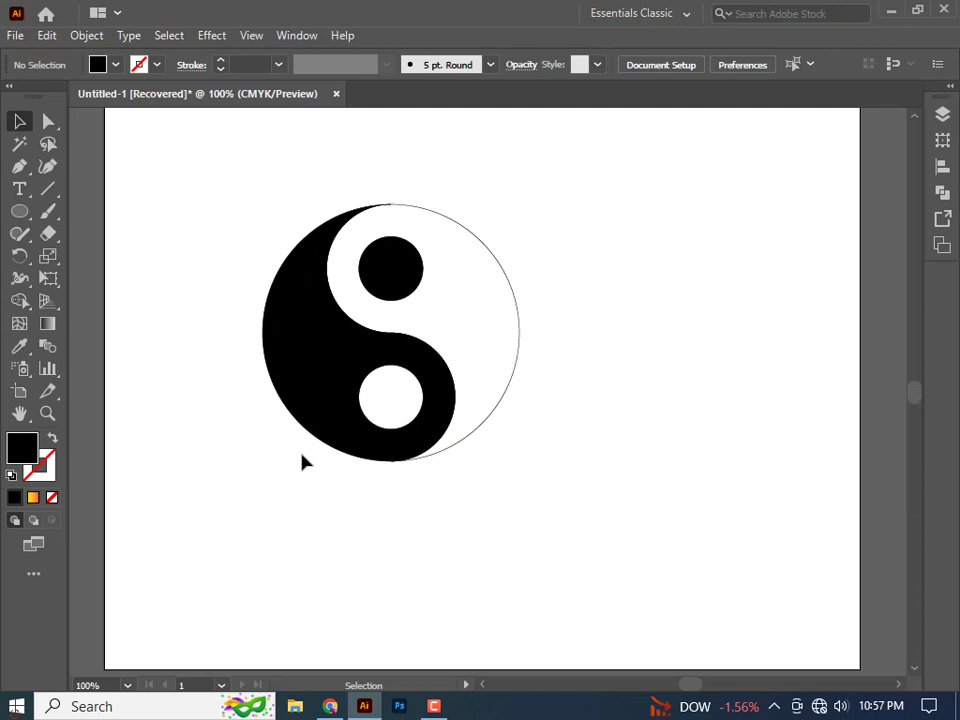 Ai
Essentials Classic
Search Adobe Stock
File Edit Object Type Select Effect View Window Help
No Selection
Stroke:
5 pt. Round
Opacity
Style:
Document Setup
Preferences
Untitled-1 [Recovered]* @ 100% (CMYK/Preview)
T
100%
1
Selection
Search
Ai
Ps
C
DOW -1.56%
10:57 PM